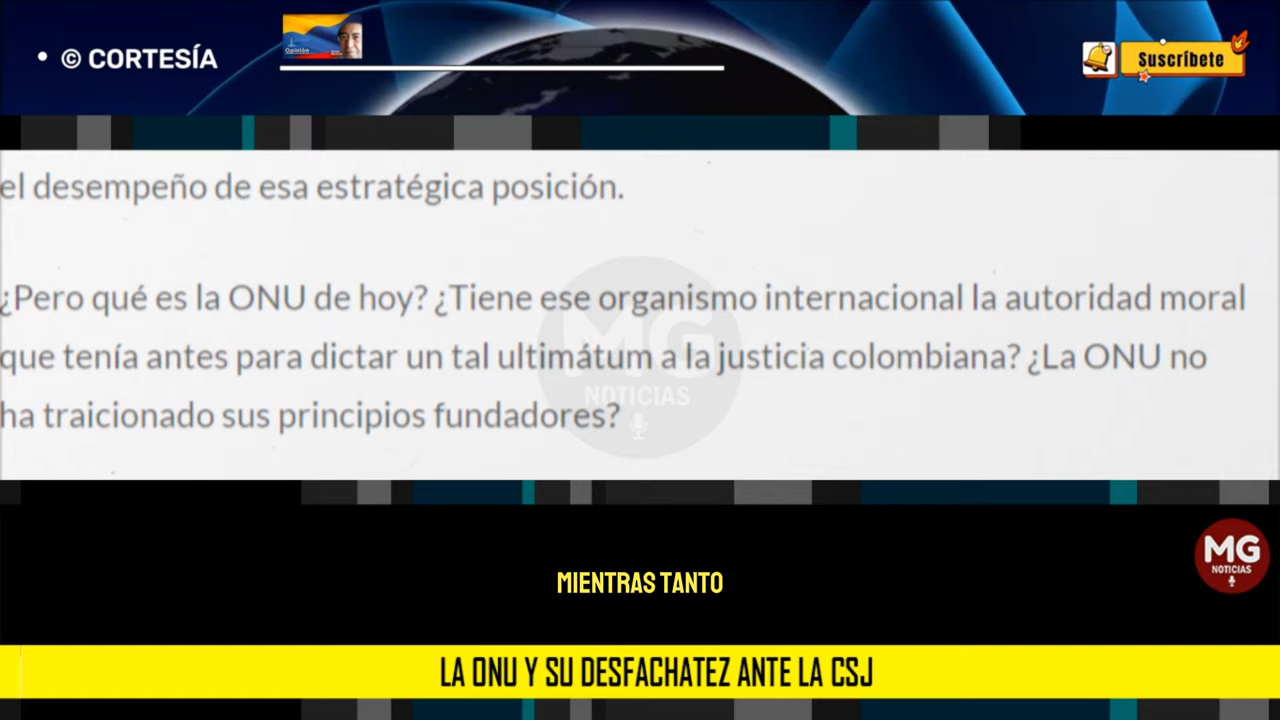 • © CORTESÍA
Opinión
Suscríbete
el desempeño de esa estratégica posición.
¿Pero qué es la ONU de hoy? ¿Tiene ese organismo internacional la autoridad moral
que tenía antes para dictar un tal ultimátum a la justicia colombiana? ¿La ONU no
ha traicionado sus principios fundadores?
MG
NOTICIAS
MIENTRAS TANTO
MG
NOTICIAS
LA ONU Y SU DESFACHATEZ ANTE LA CSJ